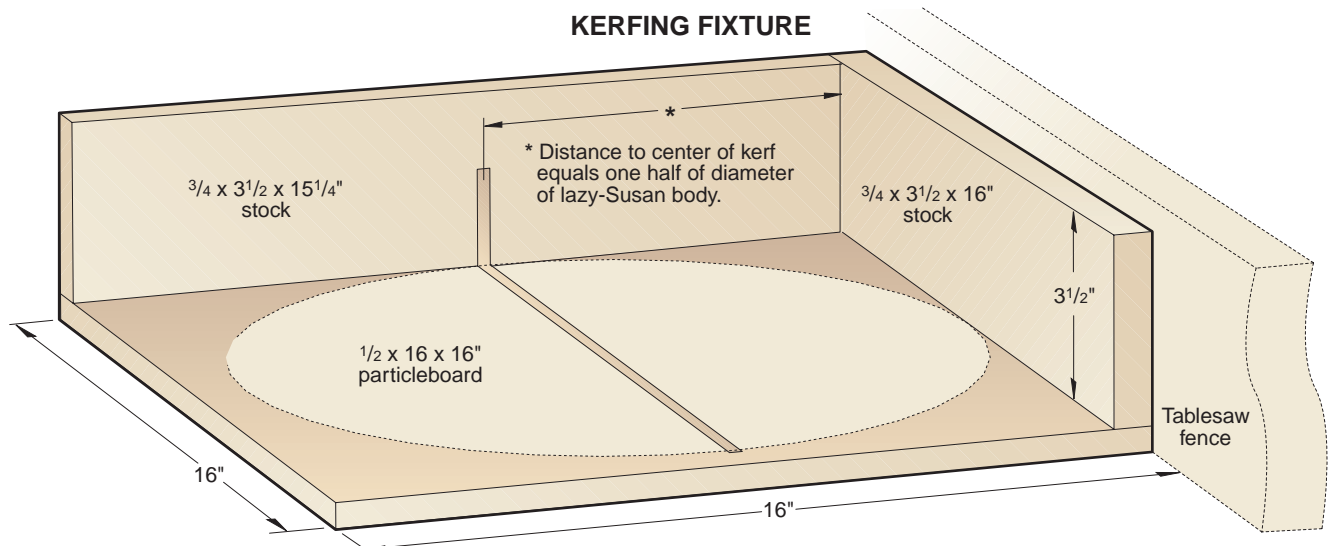 KERFING FIXTURE
*
* Distance to center of kerf
equals one half of diameter
of lazy-Susan body.
3/4 x 3 1/2 x 15 1/4"
stock
3/4 x 3 1/2 x 16"
stock
3 1/2"
1/2 x 16 x 16"
particleboard
Tablesaw
fence
16"
16"